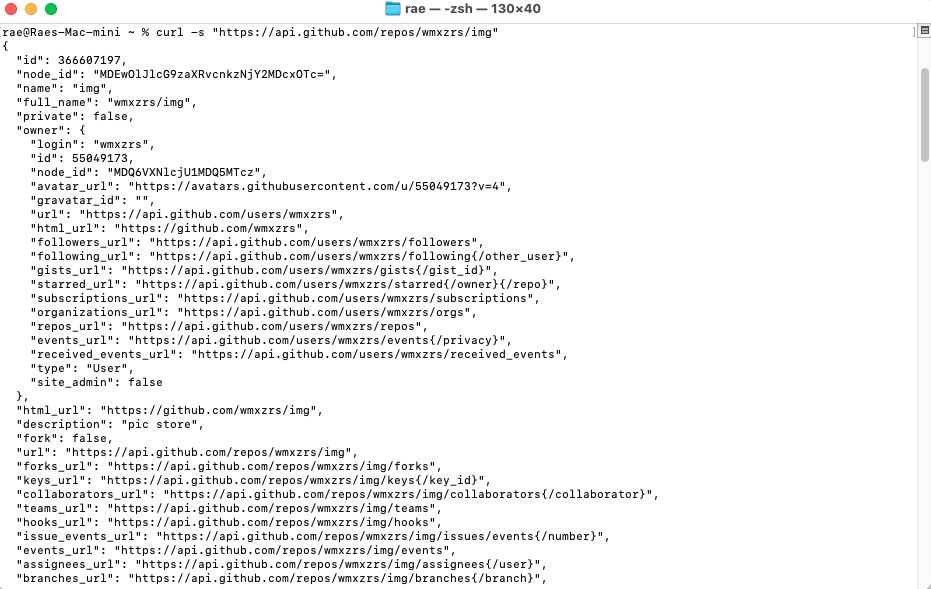 rae — -zsh — 130×40
[rae@Raes-Mac-mini ~ % curl -s "https://api.github.com/repos/wmxzrs/img" ]
{
  "id": 366607197,
  "node_id": "MDEwOlJlcG9zaXRvcnkzNjY2MDcxOTc=",
  "name": "img",
  "full_name": "wmxzrs/img",
  "private": false,
  "owner": {
    "login": "wmxzrs",
    "id": 55049173,
    "node_id": "MDQ6VXNlcjU1MDQ5MTcz",
    "avatar_url": "https://avatars.githubusercontent.com/u/55049173?v=4",
    "gravatar_id": "",
    "url": "https://api.github.com/users/wmxzrs",
    "html_url": "https://github.com/wmxzrs",
    "followers_url": "https://api.github.com/users/wmxzrs/followers",
    "following_url": "https://api.github.com/users/wmxzrs/following{/other_user}",
    "gists_url": "https://api.github.com/users/wmxzrs/gists{/gist_id}",
    "starred_url": "https://api.github.com/users/wmxzrs/starred{/owner}{/repo}",
    "subscriptions_url": "https://api.github.com/users/wmxzrs/subscriptions",
    "organizations_url": "https://api.github.com/users/wmxzrs/orgs",
    "repos_url": "https://api.github.com/users/wmxzrs/repos",
    "events_url": "https://api.github.com/users/wmxzrs/events{/privacy}",
    "received_events_url": "https://api.github.com/users/wmxzrs/received_events",
    "type": "User",
    "site_admin": false
  },
  "html_url": "https://github.com/wmxzrs/img",
  "description": "pic store",
  "fork": false,
  "url": "https://api.github.com/repos/wmxzrs/img",
  "forks_url": "https://api.github.com/repos/wmxzrs/img/forks",
  "keys_url": "https://api.github.com/repos/wmxzrs/img/keys{/key_id}",
  "collaborators_url": "https://api.github.com/repos/wmxzrs/img/collaborators{/collaborator}",
  "teams_url": "https://api.github.com/repos/wmxzrs/img/teams",
  "hooks_url": "https://api.github.com/repos/wmxzrs/img/hooks",
  "issue_events_url": "https://api.github.com/repos/wmxzrs/img/issues/events{/number}",
  "events_url": "https://api.github.com/repos/wmxzrs/img/events",
  "assignees_url": "https://api.github.com/repos/wmxzrs/img/assignees{/user}",
  "branches_url": "https://api.github.com/repos/wmxzrs/img/branches{/branch}",